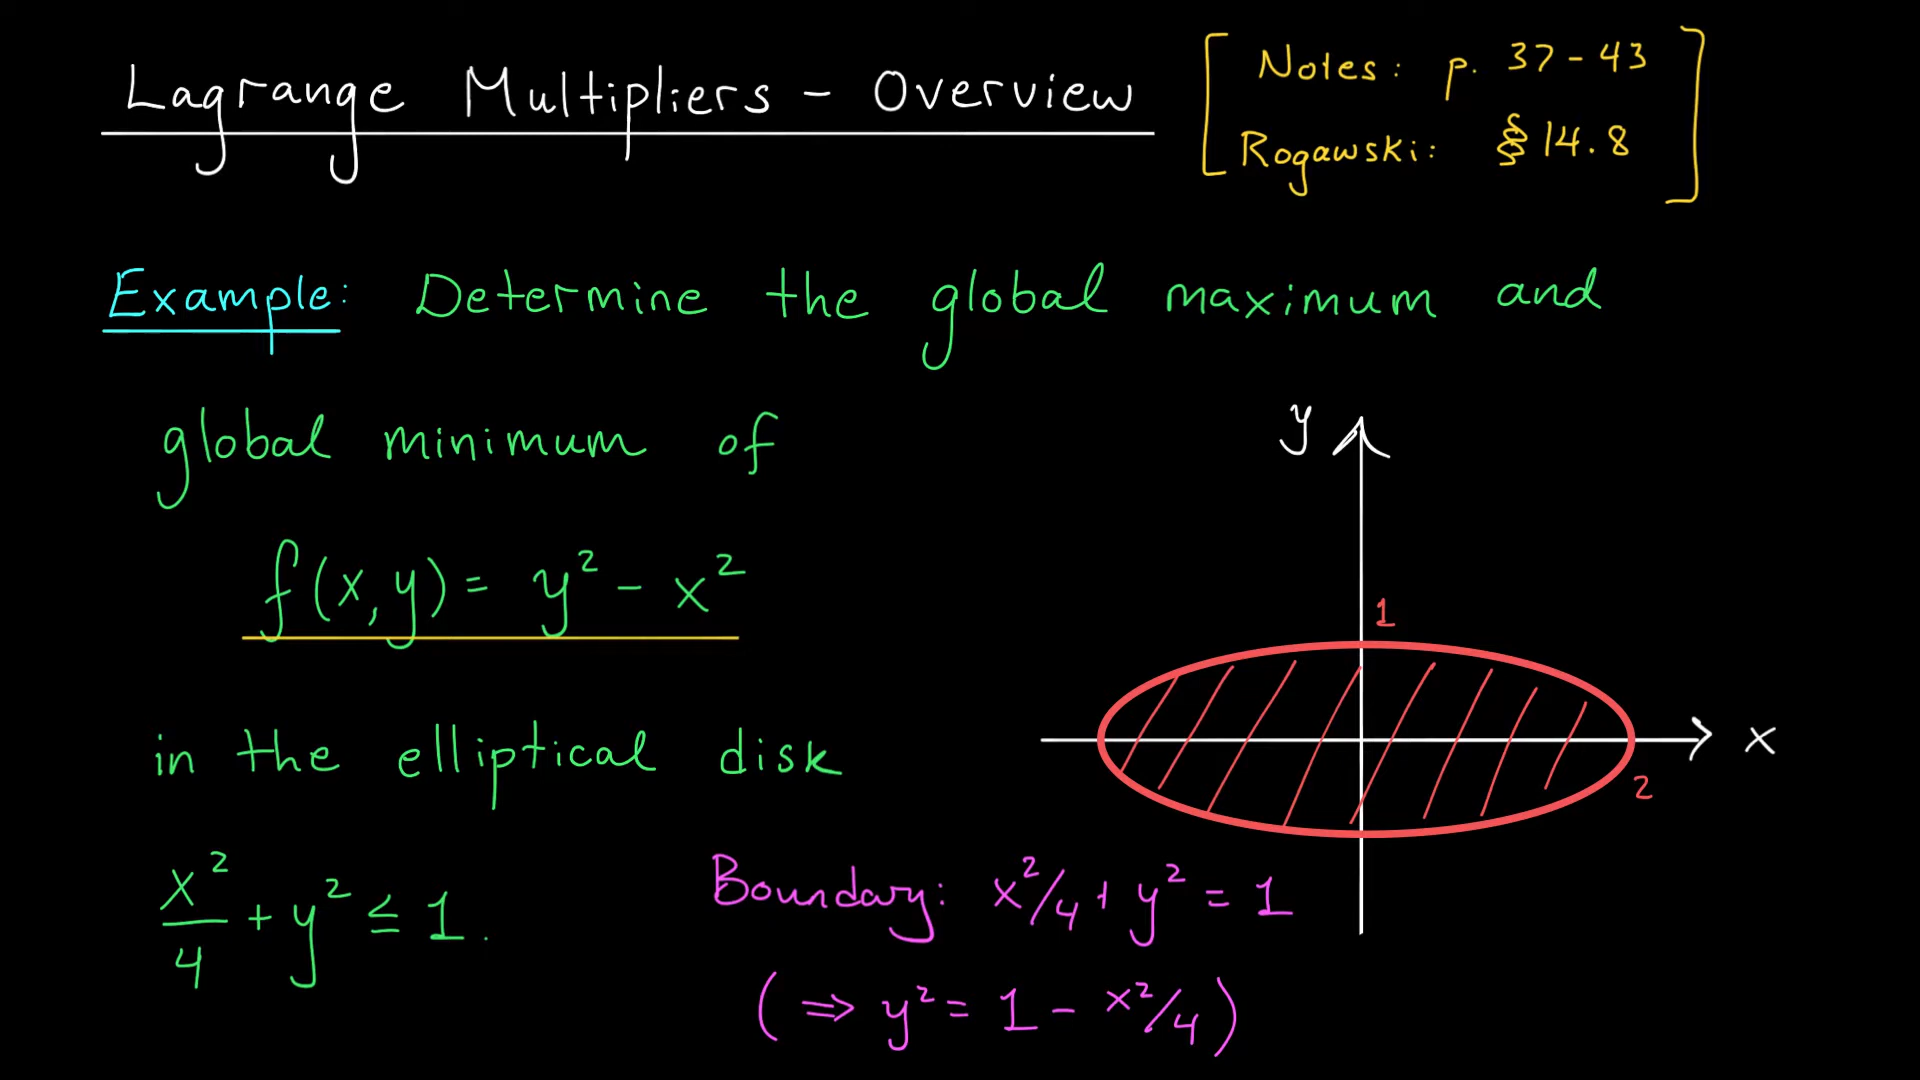 Lagrange Multipliers - Overview
[Notes: p. 37-43
Rogawski: § 14.8]
Example: Determine the global maximum and
global minimum of
f(x,y) = y² - x²
in the elliptical disk
x²/4 + y² ≤ 1.
y
1
x
2
Boundary: x²/4 + y² = 1
(⇒ y² = 1 - x²/4)